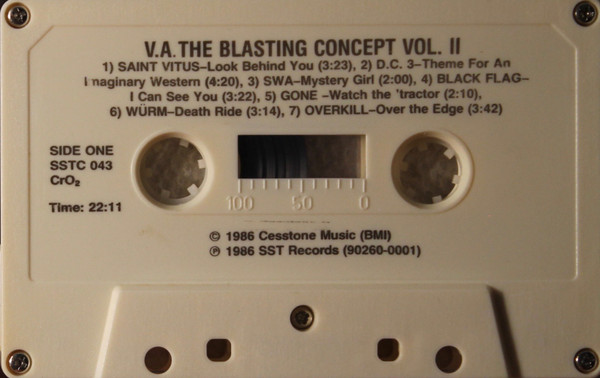 V.A. THE BLASTING CONCEPT VOL. II
1) SAINT VITUS–Look Behind You (3:23), 2) D.C. 3–Theme For An
Imaginary Western (4:20), 3) SWA–Mystery Girl (2:00), 4) BLACK FLAG–
I Can See You (3:22), 5) GONE –Watch the 'tractor (2:10),
6) WÜRM–Death Ride (3:14), 7) OVERKILL–Over the Edge (3:42)
SIDE ONE
SSTC 043
CrO₂
Time: 22:11
100 50 0
© 1986 Cesstone Music (BMI)
℗ 1986 SST Records (90260-0001)